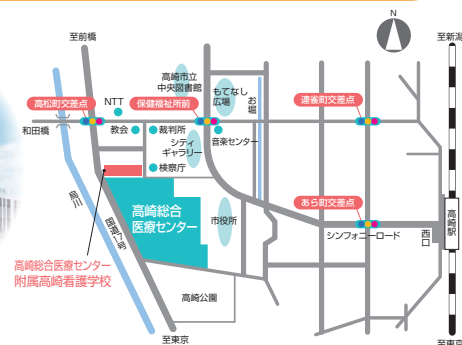 N
至前橋
至新潟
高崎市立
中央図書館
もてなし
広場
お堀
高松町交差点
NTT
保健福祉所前
連雀町交差点
和田橋
教会
裁判所
シティ
ギャラリー
音楽センター
検察庁
烏川
国道17号
高崎総合
医療センター
市役所
あら町交差点
シンフォニーロード
西口
高崎駅
高崎総合医療センター
附属高崎看護学校
高崎公園
至東京
至東京